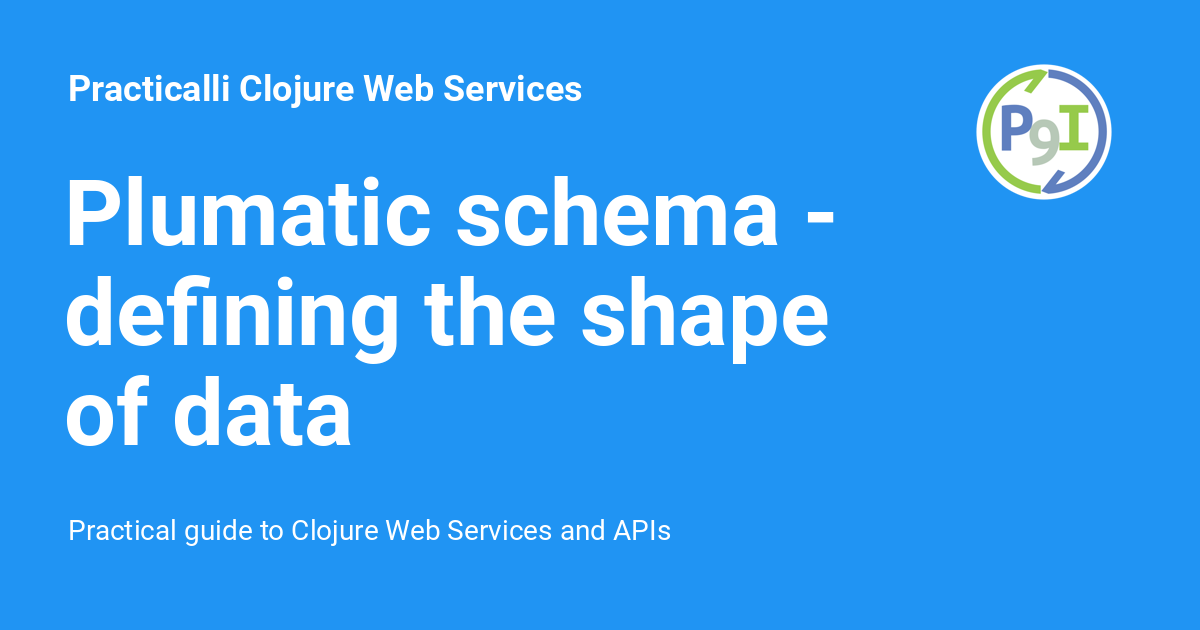 Practicalli Clojure Web Services
P9I
Plumatic schema -
defining the shape
of data
Practical guide to Clojure Web Services and APIs